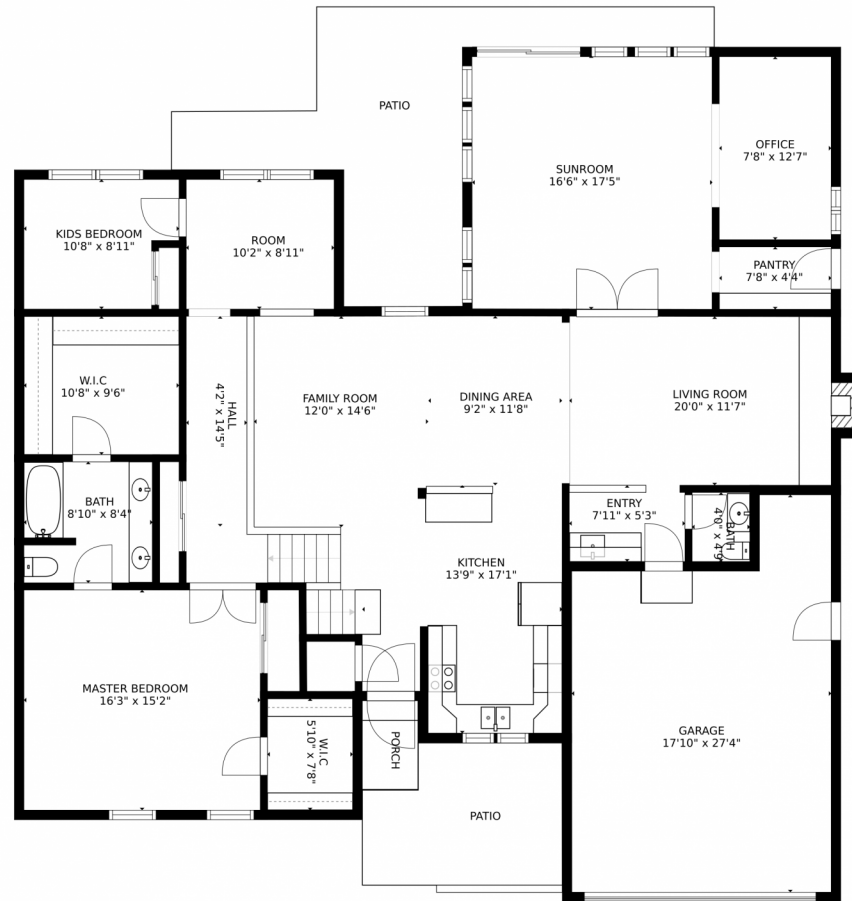 PATIO
OFFICE
7'8" x 12'7"
SUNROOM
16'6" x 17'5"
KIDS BEDROOM
10'8" x 8'11"
ROOM
10'2" x 8'11"
PANTRY
7'8" x 4'4"
W.I.C
10'8" x 9'6"
HALL
4'2" x 14'5"
FAMILY ROOM
12'0" x 14'6"
DINING AREA
9'2" x 11'8"
LIVING ROOM
20'0" x 11'7"
BATH
8'10" x 8'4"
ENTRY
7'11" x 5'3"
BATH
4'0" x 4'9"
KITCHEN
13'9" x 17'1"
MASTER BEDROOM
16'3" x 15'2"
W.I.C
5'10" x 7'8"
PORCH
GARAGE
17'10" x 27'4"
PATIO